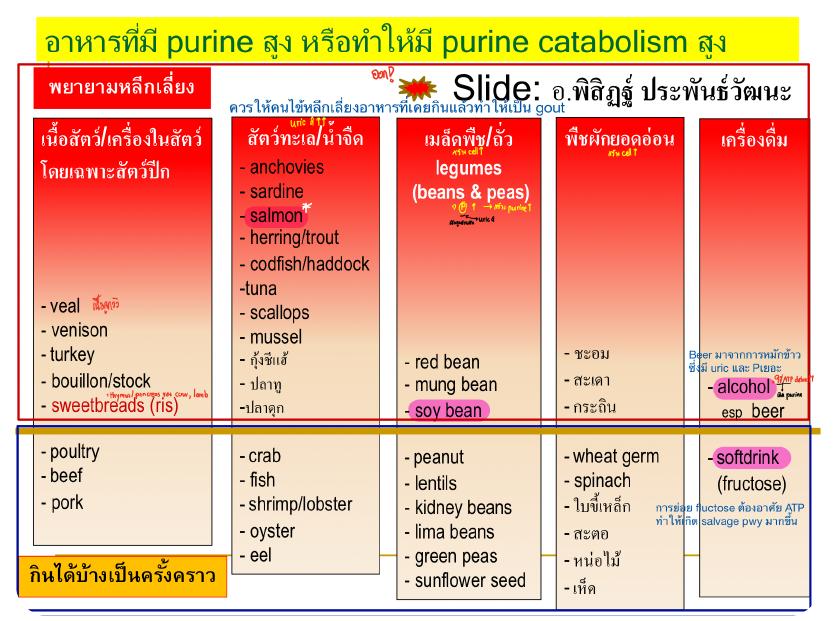 อาหารที่มี purine สูง หรือทำให้มี purine catabolism สูง
พยายามหลีกเลี่ยง
ออก!
Slide: อ.พิสิฏฐ์ ประพันธ์วัฒนะ
ควรให้คนไข้หลีกเลี่ยงอาหารที่เคยกินแล้วทำให้เป็น gout
เนื้อสัตว์/เครื่องในสัตว์
โดยเฉพาะสัตว์ปีก
- veal
- venison
- turkey
- bouillon/stock
- sweetbreads (ris)
- poultry
- beef
- pork
สัตว์ทะเล/น้ำจืด
- anchovies
- sardine
- salmon
- herring/trout
- codfish/haddock
-tuna
- scallops
- mussel
- กุ้งชีแฮ้
- ปลาทู
-ปลาดุก
- crab
- fish
- shrimp/lobster
- oyster
- eel
เมล็ดพืช/ถั่ว
legumes
(beans & peas)
- red bean
- mung bean
- soy bean
- peanut
- lentils
- kidney beans
- lima beans
- green peas
- sunflower seed
พืชผักยอดอ่อน
- ชะอม
- สะเดา
- กระถิน
- wheat germ
- spinach
- ใบขี้เหล็ก
- สะตอ
- หน่อไม้
- เห็ด
เครื่องดื่ม
Beer มาจากการหมักข้าว
ซึ่งมี uric และ Piเยอะ
- alcohol
esp beer
- softdrink
(fructose)
การย่อย fluctose ต้องอาศัย ATP
ทำให้เกิด salvage pwy มากขึ้น
กินได้บ้างเป็นครั้งคราว